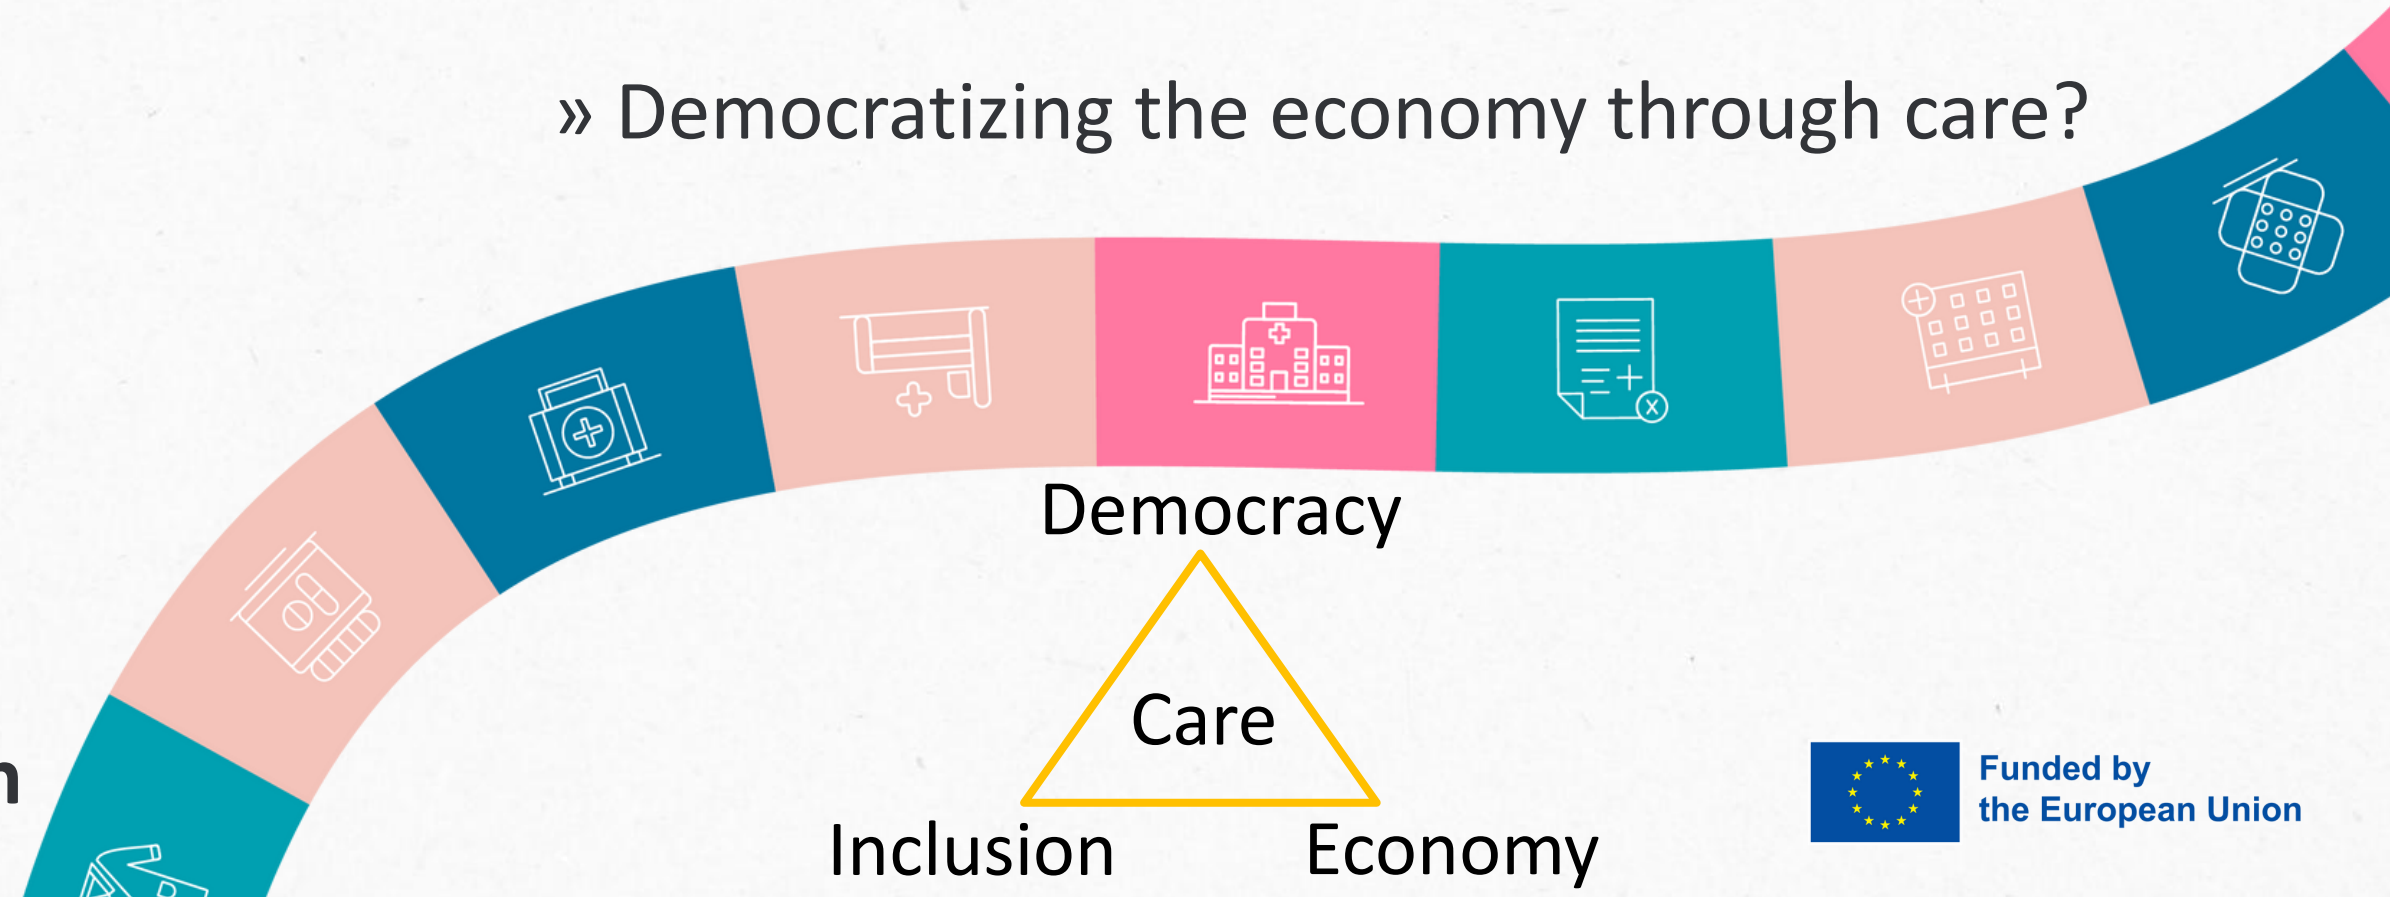 » Democratizing the economy through care?
Democracy
Care
Inclusion
Economy
Funded by
the European Union